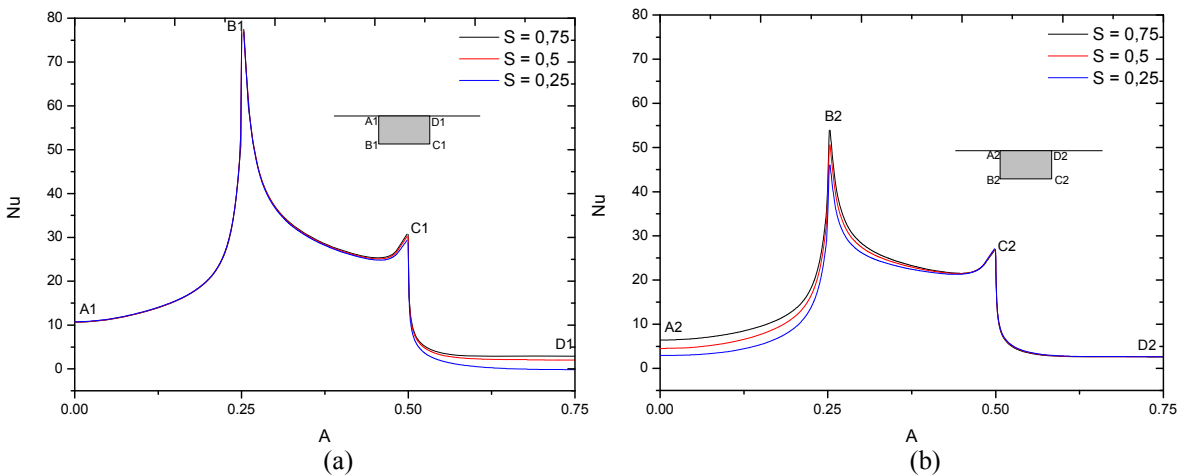 80
70
60
50
40
30
20
10
0
Nu
0.00
0.25
0.50
0.75
A
B1
S = 0,75
S = 0,5
S = 0,25
A1
D1
B1
C1
C1
A1
D1
(a)
80
70
60
50
40
30
20
10
0
Nu
0.00
0.25
0.50
0.75
A
S = 0,75
S = 0,5
S = 0,25
B2
A2
D2
B2
C2
C2
A2
D2
(b)